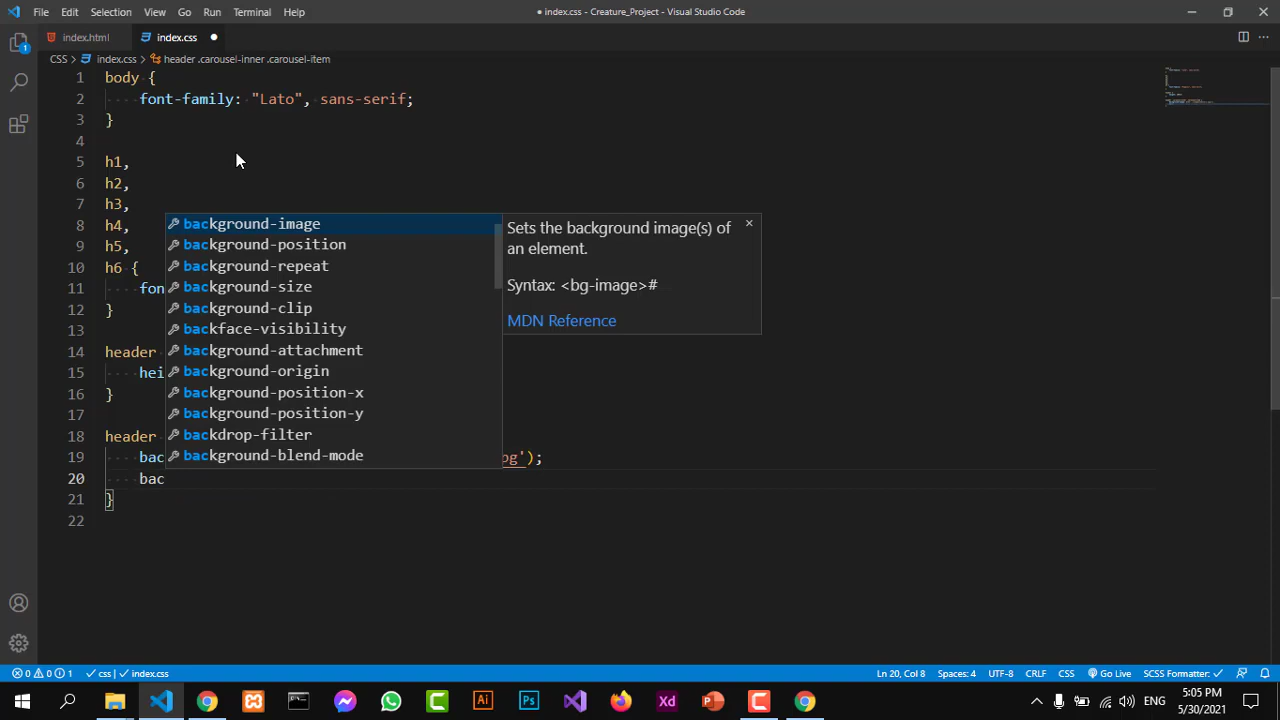 File Edit Selection View Go Run Terminal Help ● index.css - Creature_Project - Visual Studio Code
index.html index.css
CSS > index.css > header .carousel-inner .carousel-item
1 body {
2 font-family: "Lato", sans-serif;
3 }
4
5 h1,
6 h2,
7 h3,
8 h4,
9 h5,
10 h6 {
11 fon
12 }
13
14 header
15 hei
16 }
17
18 header
19 bac pg');
20 bac
21 }
22
background-image
background-position
background-repeat
background-size
background-clip
backface-visibility
background-attachment
background-origin
background-position-x
background-position-y
backdrop-filter
background-blend-mode
Sets the background image(s) of
an element.
Syntax: <bg-image>#
MDN Reference
1
0 0 1 css | index.css Ln 20, Col 8 Spaces: 4 UTF-8 CRLF CSS Go Live SCSS Formatter:
Ai Ps Xd ENG
5:05 PM
5/30/2021